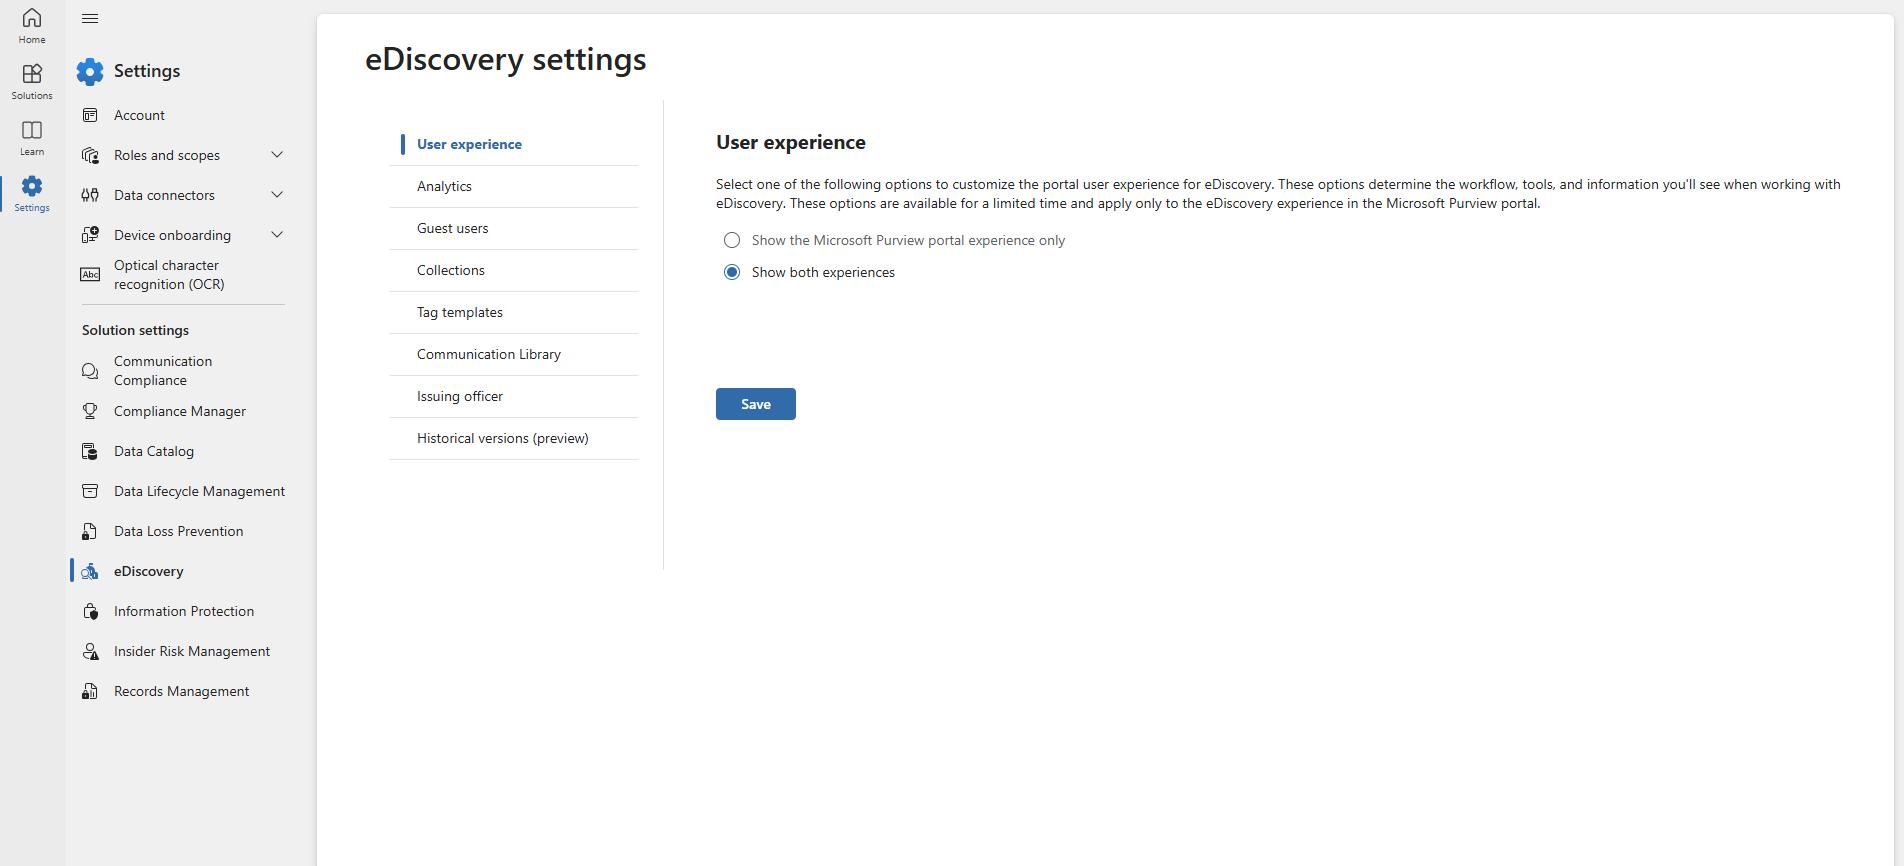 Home
Solutions
Learn
Settings
Settings
Account
Roles and scopes
Data connectors
Device onboarding
Abc
Optical character
recognition (OCR)
Solution settings
Communication
Compliance
Compliance Manager
Data Catalog
Data Lifecycle Management
Data Loss Prevention
eDiscovery
Information Protection
Insider Risk Management
Records Management
eDiscovery settings
User experience
Analytics
Guest users
Collections
Tag templates
Communication Library
Issuing officer
Historical versions (preview)
User experience
Select one of the following options to customize the portal user experience for eDiscovery. These options determine the workflow, tools, and information you'll see when working with
eDiscovery. These options are available for a limited time and apply only to the eDiscovery experience in the Microsoft Purview portal.
Show the Microsoft Purview portal experience only
Show both experiences
Save